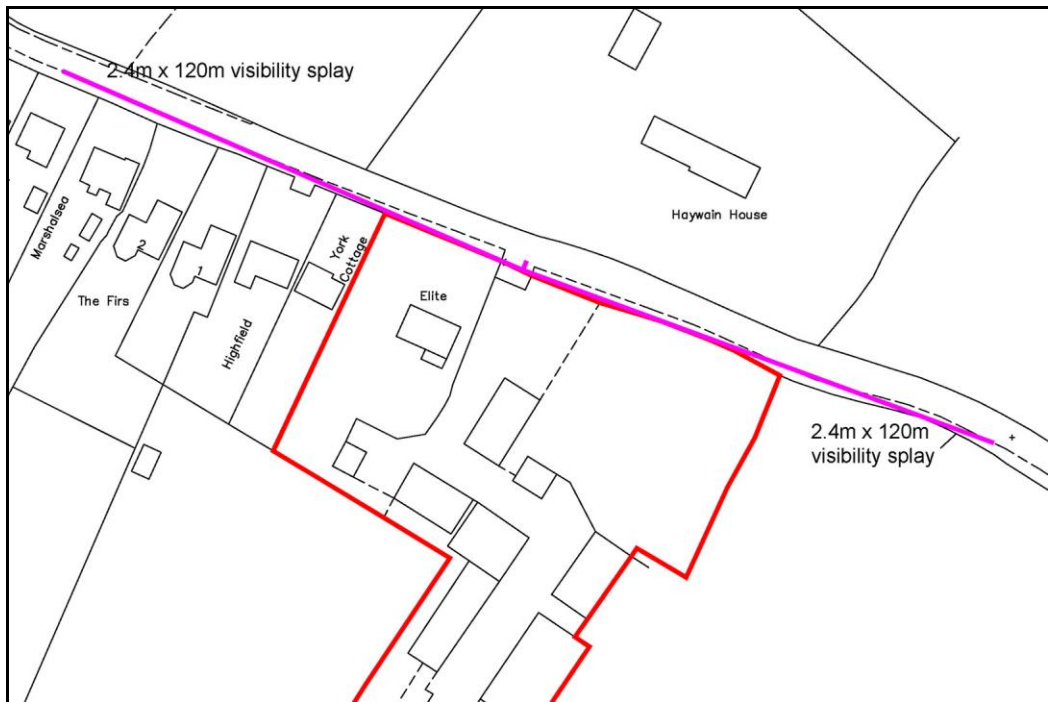 2.4m x 120m visibility splay
Haywain House
Marshalsea
2
1
The Firs
Highfield
York
Cottage
Elite
2.4m x 120m
visibility splay